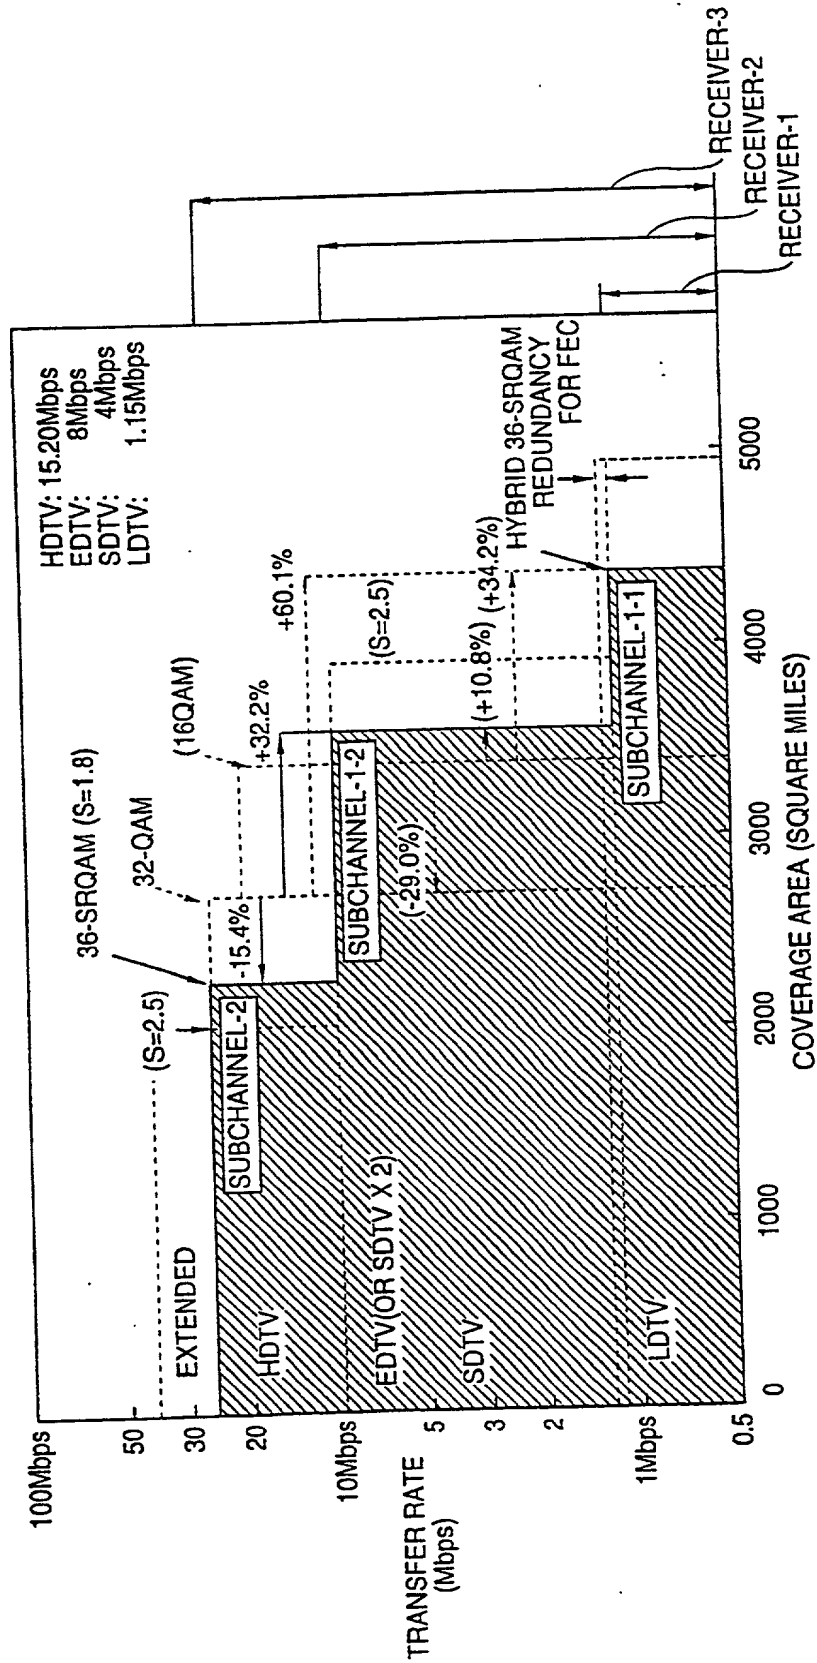 HDTV: 15.20Mbps
EDTV: 8Mbps
SDTV: 4Mbps
LDTV: 1.15Mbps
36-SRQAM (S=1.8)
32-QAM
(16QAM)
(S=2.5)
-15.4%
+32.2%
+60.1%
(S=2.5)
(-29.0%)
(+10.8%)
(+34.2%)
HYBRID 36-SRQAM
REDUNDANCY
FOR FEC
EXTENDED
HDTV
EDTV(OR SDTV X 2)
SDTV
LDTV
SUBCHANNEL-2
SUBCHANNEL-1-2
SUBCHANNEL-1-1
RECEIVER-3
RECEIVER-2
RECEIVER-1
TRANSFER RATE
(Mbps)
100Mbps
50
30
20
10Mbps
5
3
2
1Mbps
0.5
0
1000
2000
3000
4000
5000
COVERAGE AREA (SQUARE MILES)